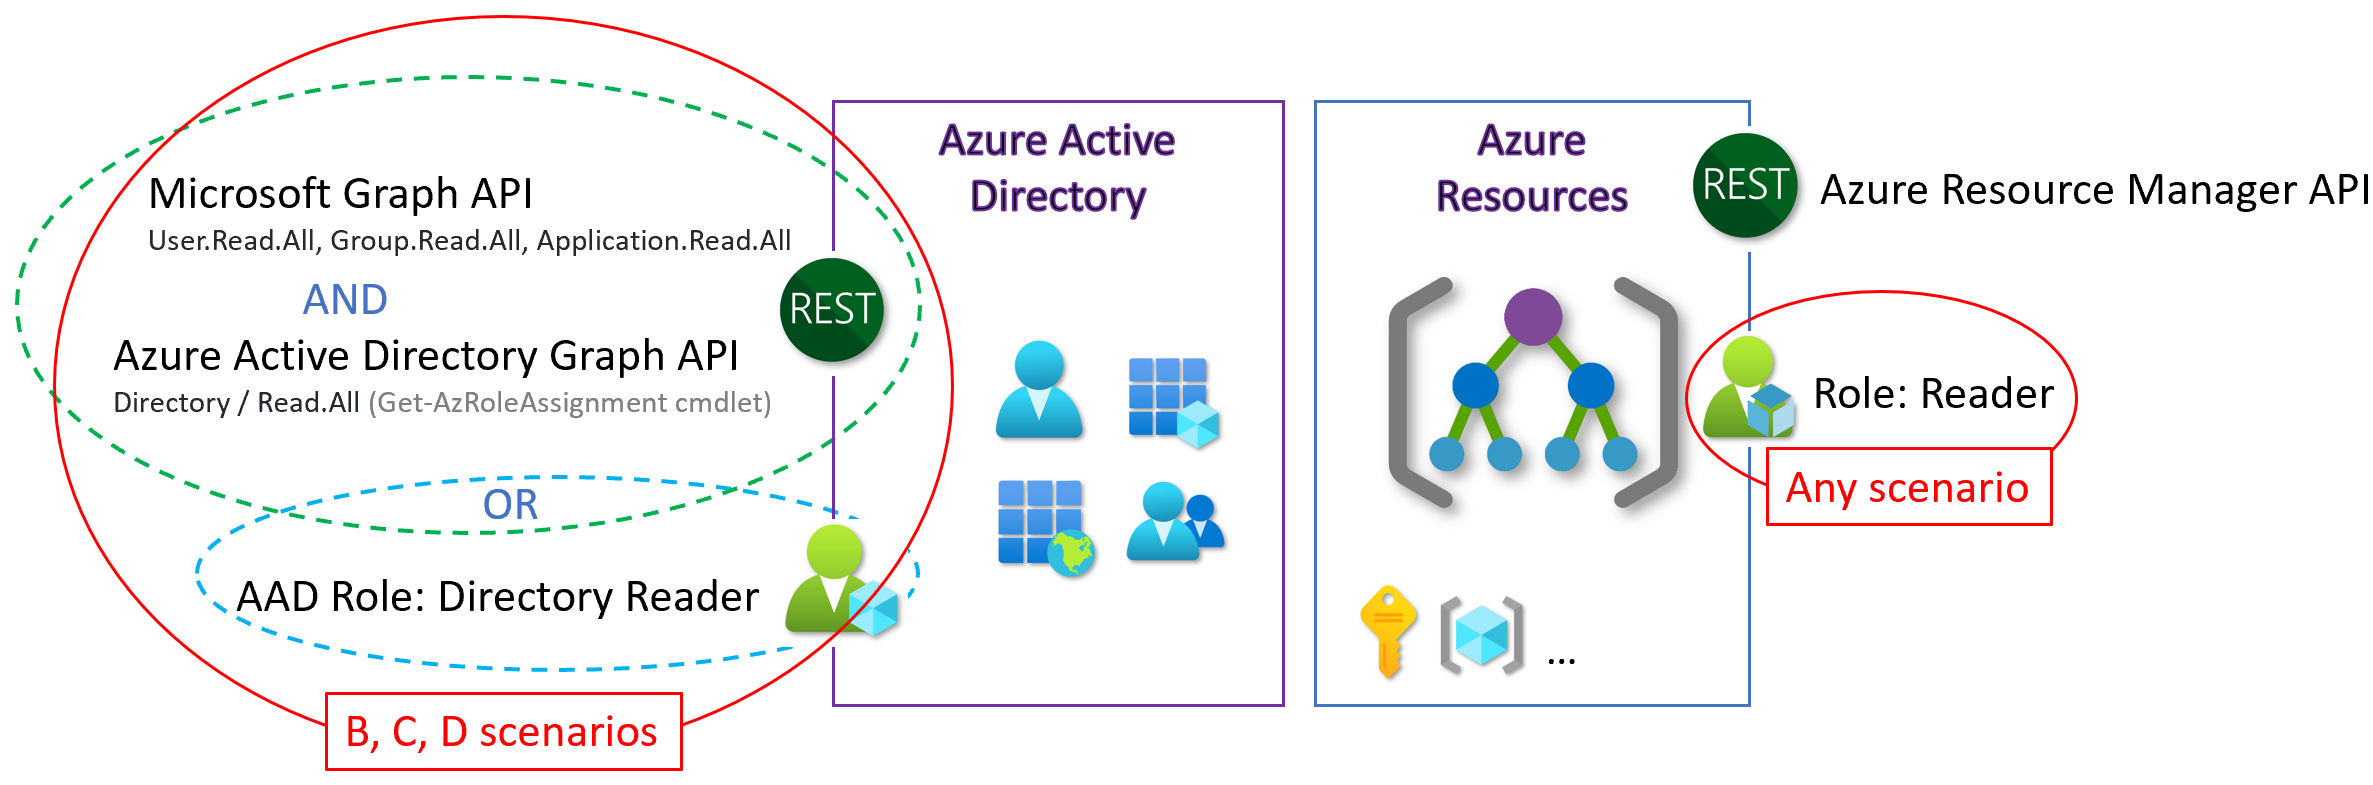 Microsoft Graph API
User.Read.All, Group.Read.All, Application.Read.All
AND
Azure Active Directory Graph API
Directory / Read.All (Get-AzRoleAssignment cmdlet)
REST
OR
AAD Role: Directory Reader
B, C, D scenarios
Azure Active
Directory
Azure
Resources
...
REST
Azure Resource Manager API
Role: Reader
Any scenario